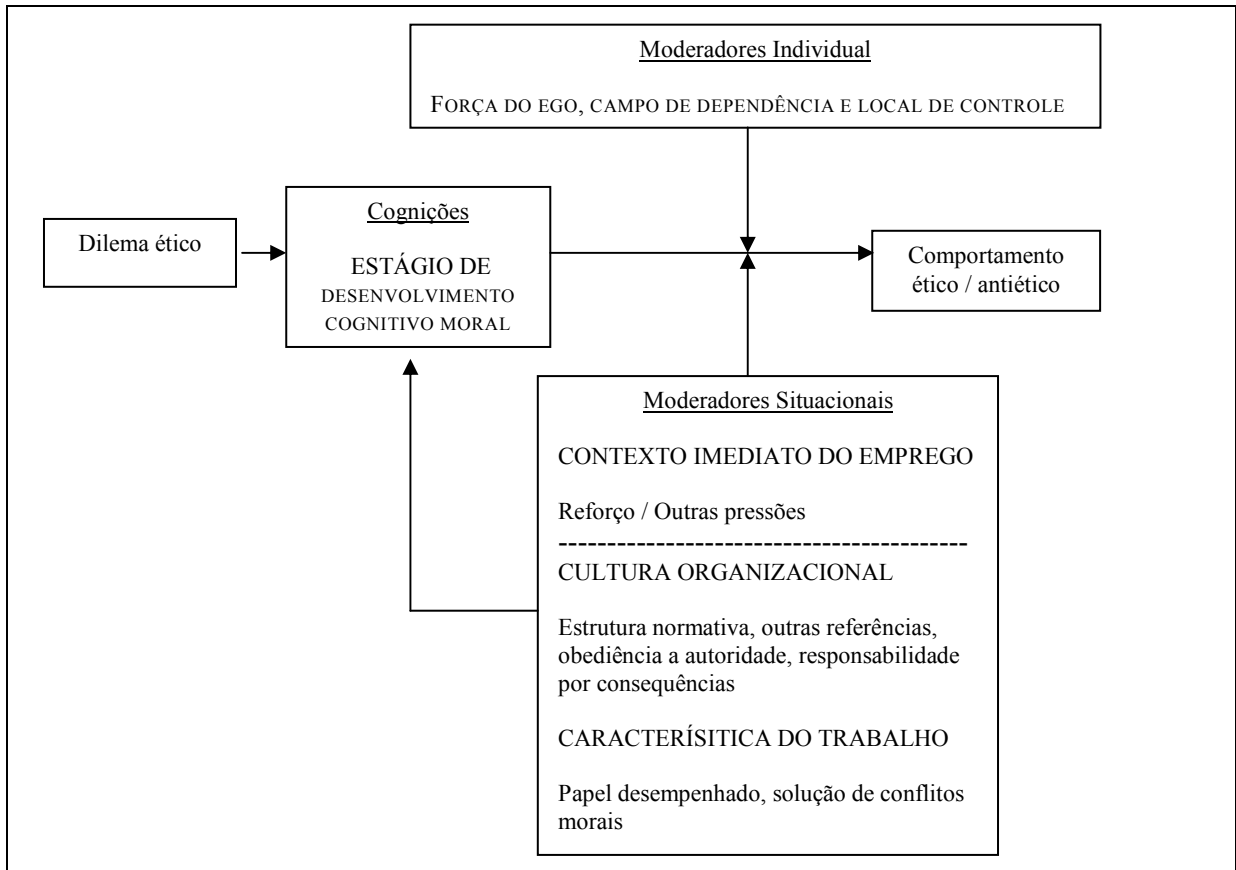 Moderadores Individual
FORÇA DO EGO, CAMPO DE DEPENDÊNCIA E LOCAL DE CONTROLE
Dilema ético
Cognições
ESTÁGIO DE
DESENVOLVIMENTO
COGNITIVO MORAL
Comportamento
ético / antiético
Moderadores Situacionais
CONTEXTO IMEDIATO DO EMPREGO
Reforço / Outras pressões
------------------------------------------
CULTURA ORGANIZACIONAL
Estrutura normativa, outras referências,
obediência a autoridade, responsabilidade
por consequências
CARACTERÍSITICA DO TRABALHO
Papel desempenhado, solução de conflitos
morais